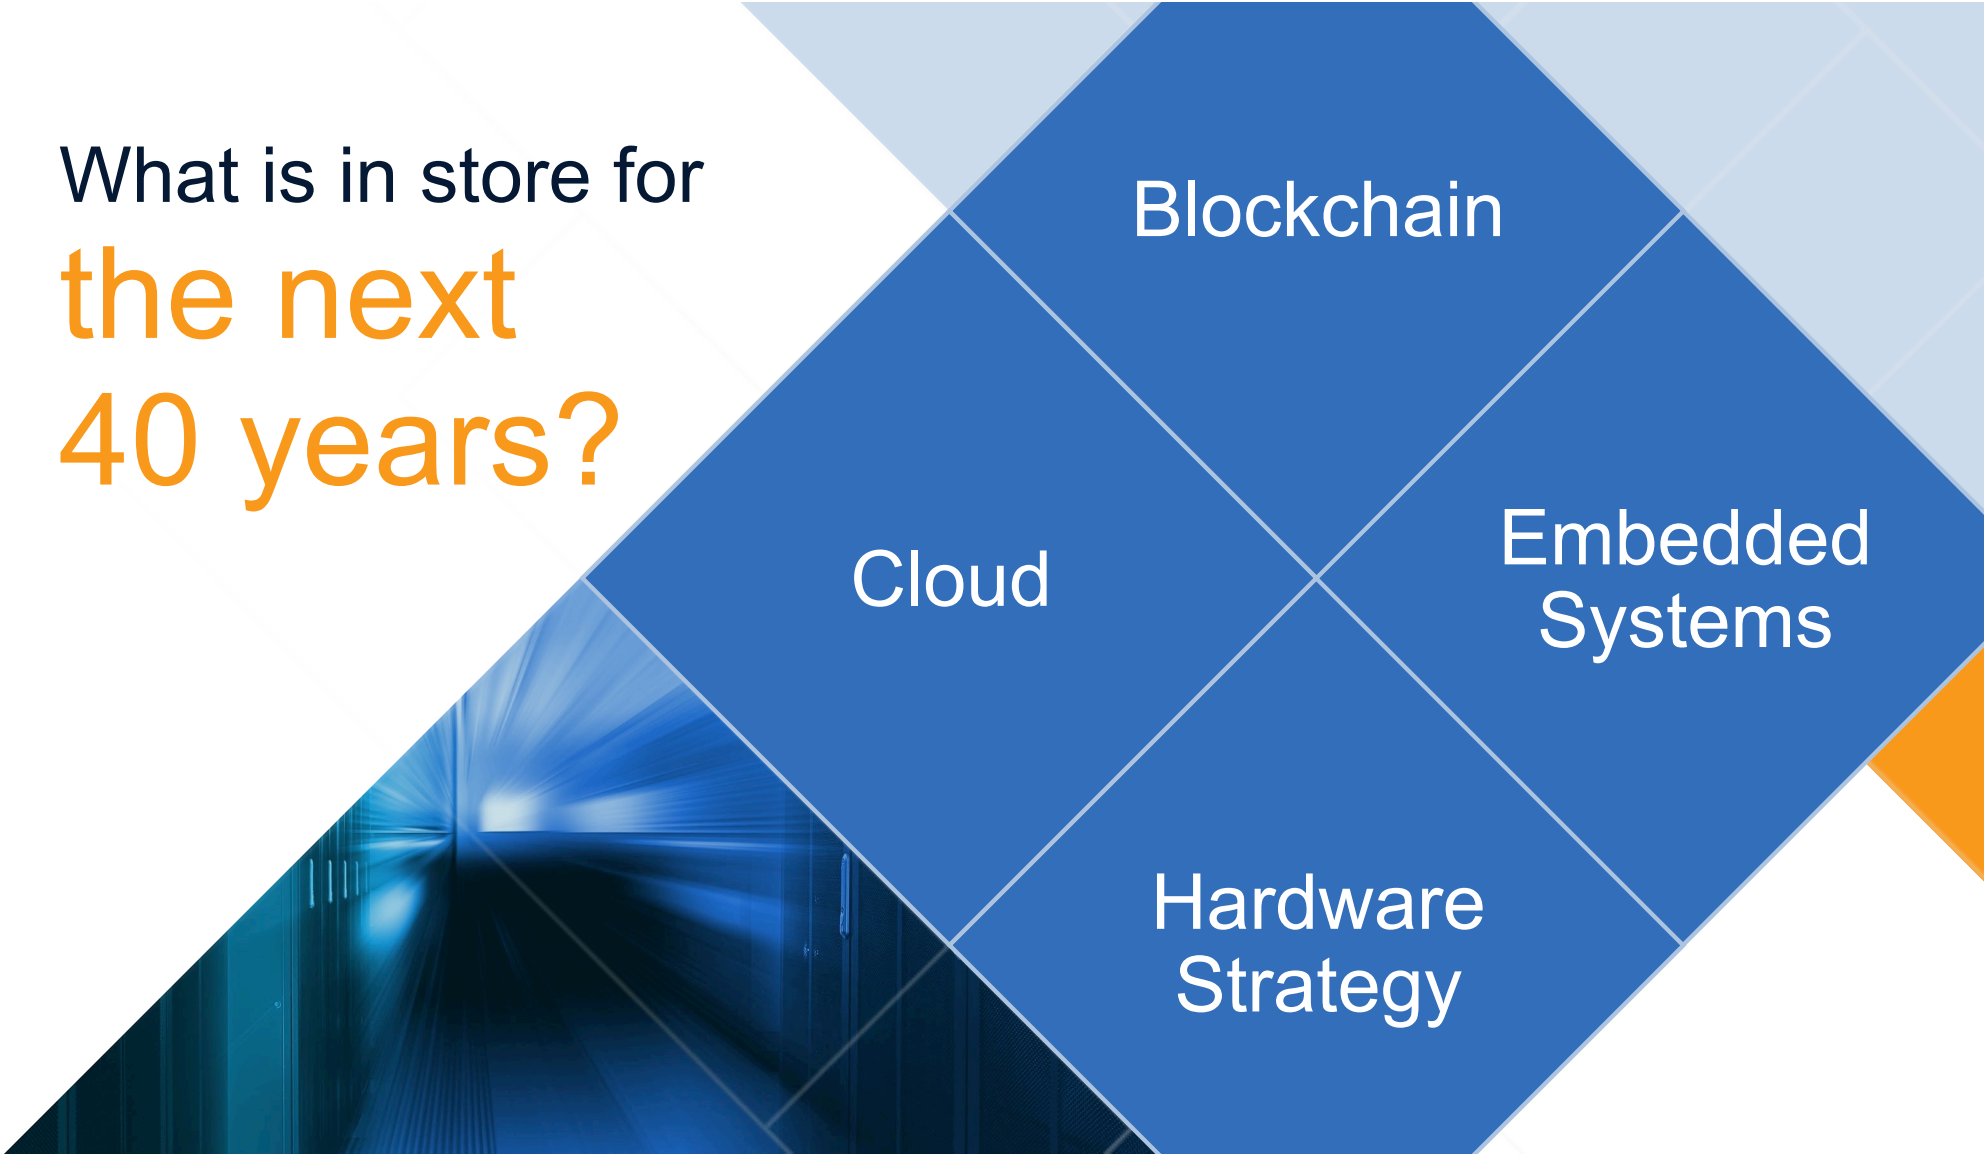 What is in store for
the next
40 years?
Blockchain
Cloud
Embedded
Systems
Hardware
Strategy